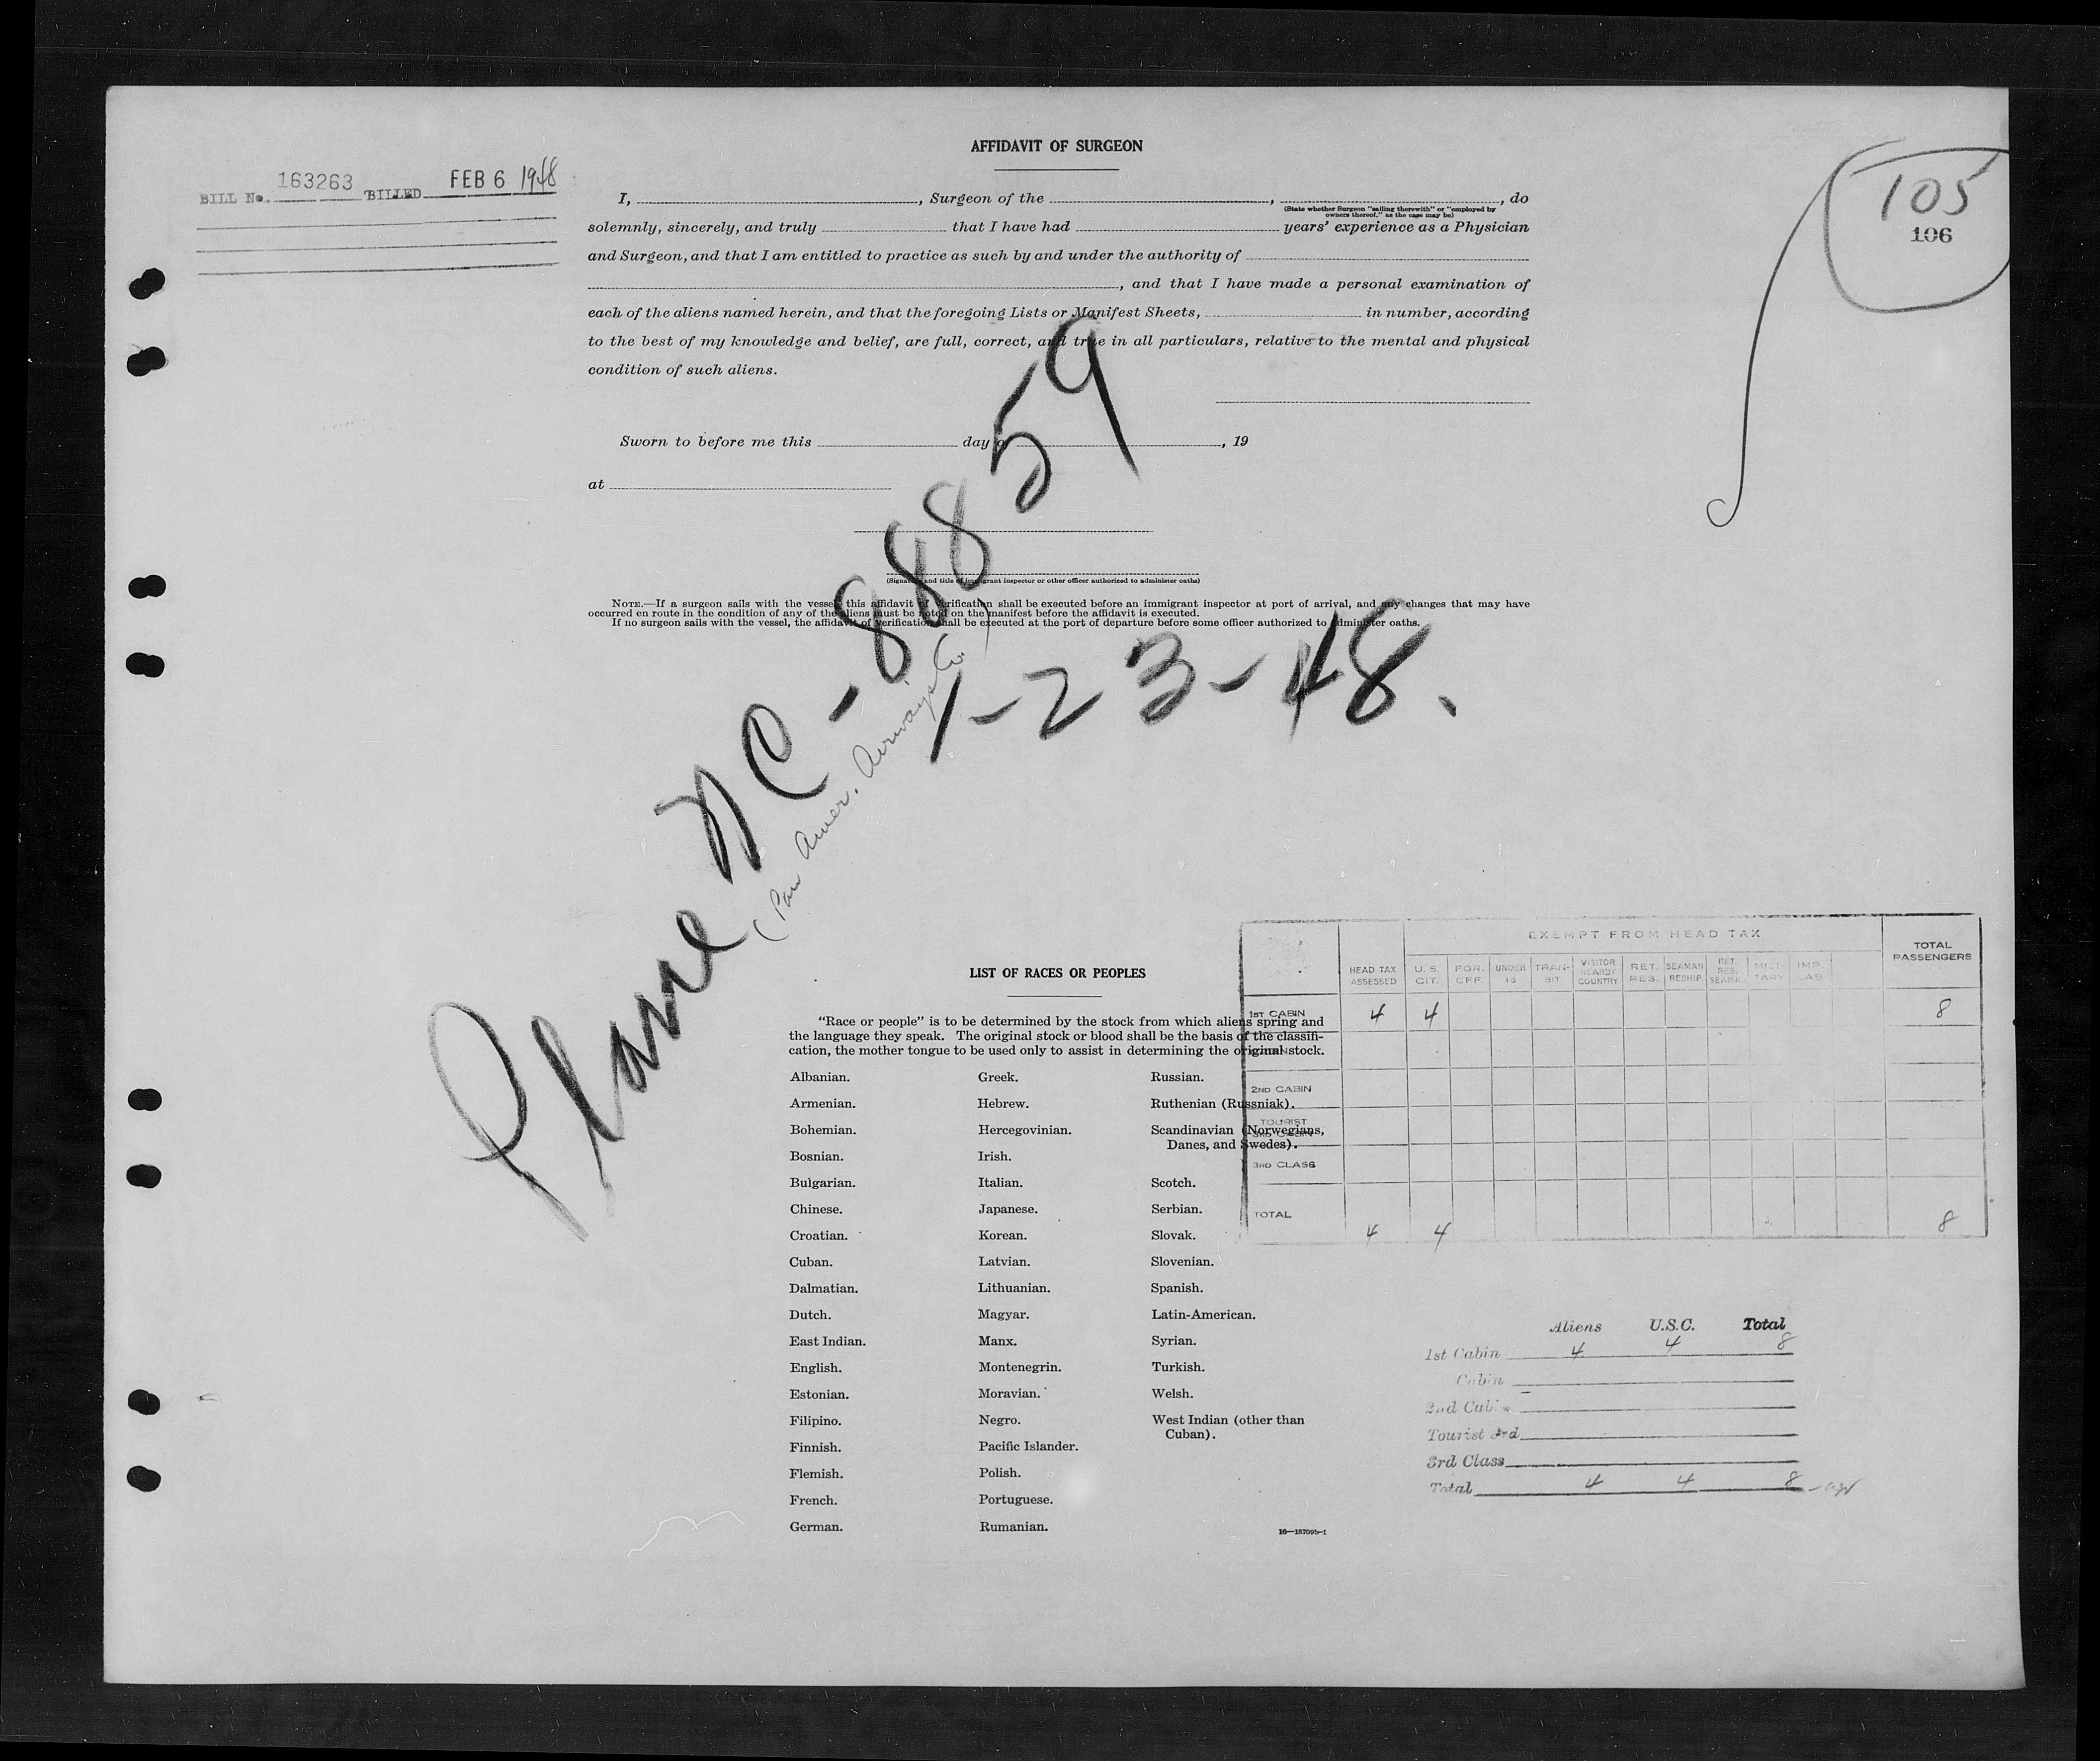 AFFIDAVIT OF SURGEON
BILL No. 163263 BILLED FEB 6 1948
105
106
I, , Surgeon of the , , do
(State whether Surgeon "sailing therewith" or "employed by
owners thereof," as the case may be)
solemnly, sincerely, and truly that I have had years' experience as a Physician
and Surgeon, and that I am entitled to practice as such by and under the authority of
, and that I have made a personal examination of
each of the aliens named herein, and that the foregoing Lists or Manifest Sheets, in number, according
to the best of my knowledge and belief, are full, correct, and true in all particulars, relative to the mental and physical
condition of such aliens.
Sworn to before me this day of , 19
at
(Signature and title of immigrant inspector or other officer authorized to administer oaths)
NOTE.—If a surgeon sails with the vessel, this affidavit of verification shall be executed before an immigrant inspector at port of arrival, and any changes that may have
occurred en route in the condition of any of the aliens must be noted on the manifest before the affidavit is executed.
If no surgeon sails with the vessel, the affidavit of verification shall be executed at the port of departure before some officer authorized to administer oaths.
Plane NC-88859
(Pan Amer. Airways Co.)
1-23-48.
LIST OF RACES OR PEOPLES
"Race or people" is to be determined by the stock from which aliens spring and
the language they speak. The original stock or blood shall be the basis of the classifi-
cation, the mother tongue to be used only to assist in determining the original stock.
Albanian. Greek. Russian.
Armenian. Hebrew. Ruthenian (Russniak).
Bohemian. Hercegovinian. Scandinavian (Norwegians,
Danes, and Swedes).
Bosnian. Irish.
Bulgarian. Italian. Scotch.
Chinese. Japanese. Serbian.
Croatian. Korean. Slovak.
Cuban. Latvian. Slovenian.
Dalmatian. Lithuanian. Spanish.
Dutch. Magyar. Latin-American.
East Indian. Manx. Syrian.
English. Montenegrin. Turkish.
Estonian. Moravian. Welsh.
Filipino. Negro. West Indian (other than
Cuban).
Finnish. Pacific Islander.
Flemish. Polish.
French. Portuguese.
German. Rumanian.
16—18709b-1
EXEMPT FROM HEAD TAX
HEAD TAX ASSESSED U.S. CIT. FOR. OFF. UNDER 16 TRAN-SIT VISITOR NEARBY COUNTRY RET. RES. SEAMAN RESHIP RET. RES. SEAMN. MILI-TARY IMP. LAB. TOTAL PASSENGERS
1ST CABIN 4 4 8
CABIN
2ND CABIN
TOURIST
3RD CABIN
3RD CLASS
TOTAL 4 4 8
Aliens U.S.C. Total
1st Cabin 4 4 8
Cabin
2nd Cabin
Tourist 3rd
3rd Class
Total 4 4 8